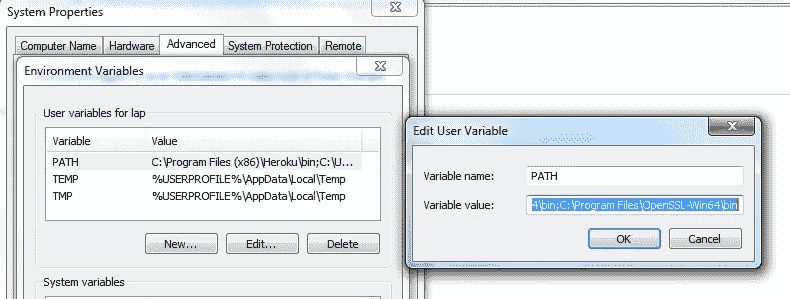 System Properties
Computer Name Hardware Advanced System Protection Remote
Environment Variables
User variables for lap
Variable Value
PATH C:\Program Files (x86)\Heroku\bin;C:\U...
TEMP %USERPROFILE%\AppData\Local\Temp
TMP %USERPROFILE%\AppData\Local\Temp
New... Edit... Delete
System variables
Edit User Variable
Variable name: PATH
Variable value: 4\bin;C:\Program Files\OpenSSL-Win64\bin
OK Cancel